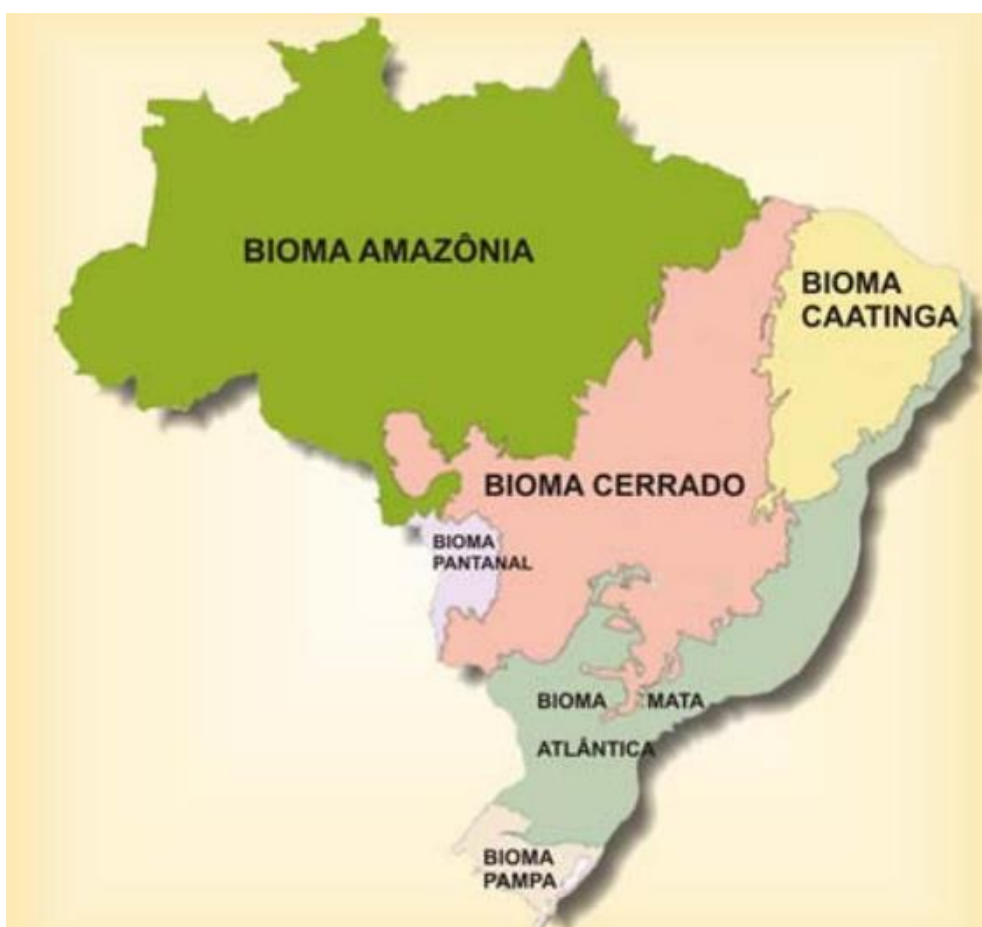 BIOMA AMAZÔNIA
BIOMA
CAATINGA
BIOMA CERRADO
BIOMA
PANTANAL
BIOMA MATA
ATLÂNTICA
BIOMA
PAMPA